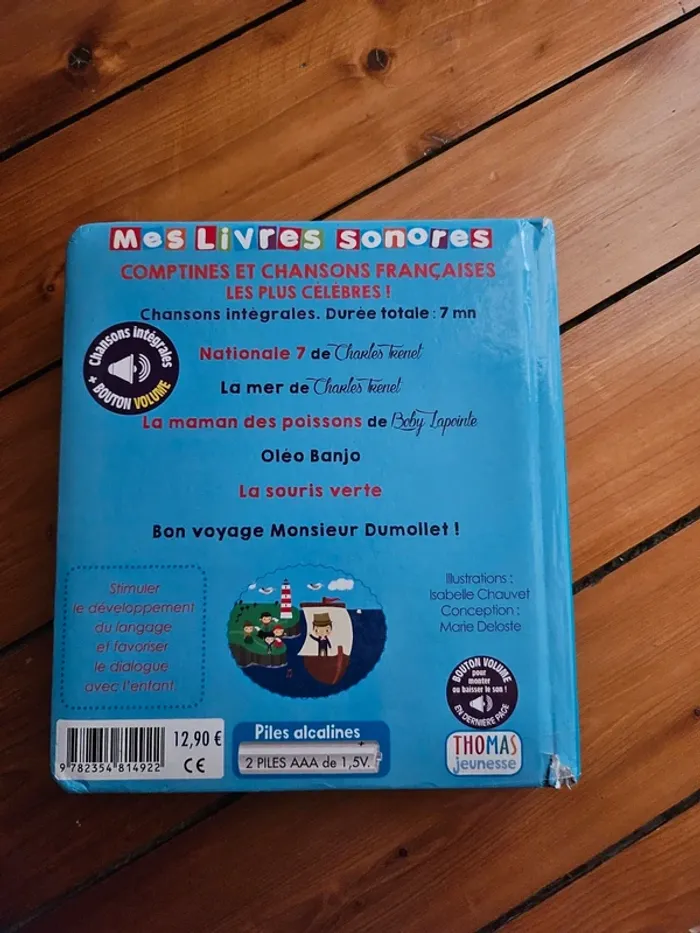 Mes Livres sonores
COMPTINES ET CHANSONS FRANÇAISES
LES PLUS CÉLÈBRES !
Chansons intégrales. Durée totale : 7 mn
Chansons intégrales
+ BOUTON VOLUME
Nationale 7 de Charles Trenet
La mer de Charles Trenet
La maman des poissons de Boby Lapointe
Oléo Banjo
La souris verte
Bon voyage Monsieur Dumollet !
Stimuler
le développement
du langage
et favoriser
le dialogue
avec l'enfant.
Illustrations :
Isabelle Chauvet
Conception :
Marie Deloste
BOUTON VOLUME
pour
monter
ou baisser le son !
EN DERNIÈRE PAGE
12,90 €
CE
9 782354 814922
Piles alcalines
+
2 PILES AAA de 1,5V.
THOMAS
jeunesse